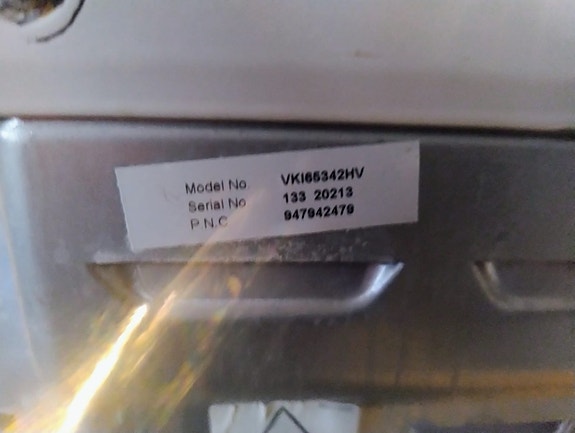 Model No. VKI65342HV
Serial No 133 20213
P.N.C 947942479